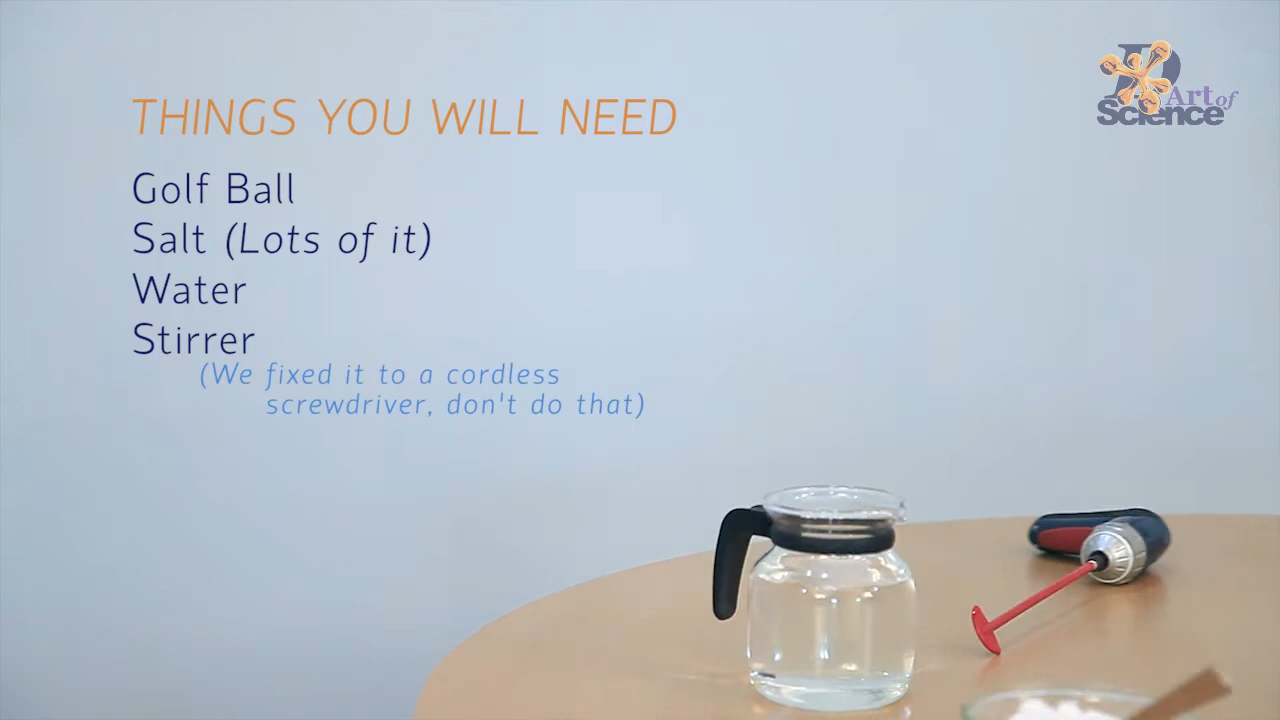 THINGS YOU WILL NEED
Golf Ball
Salt (Lots of it)
Water
Stirrer
(We fixed it to a cordless
screwdriver, don't do that)
Art of
Science